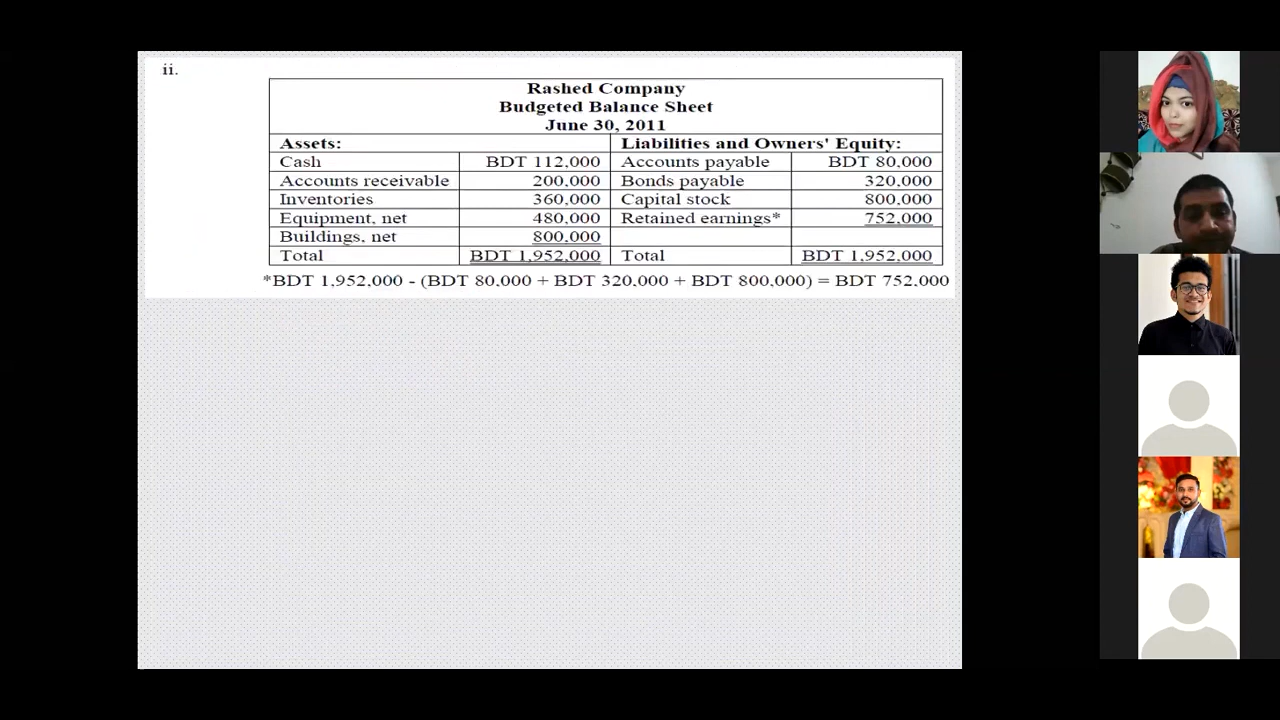 ii.
Rashed Company
Budgeted Balance Sheet
June 30, 2011
Assets: Liabilities and Owners' Equity:
Cash BDT 112,000 Accounts payable BDT 80,000
Accounts receivable 200,000 Bonds payable 320,000
Inventories 360,000 Capital stock 800,000
Equipment, net 480,000 Retained earnings* 752,000
Buildings, net 800,000
Total BDT 1,952,000 Total BDT 1,952,000
*BDT 1,952,000 - (BDT 80,000 + BDT 320,000 + BDT 800,000) = BDT 752,000